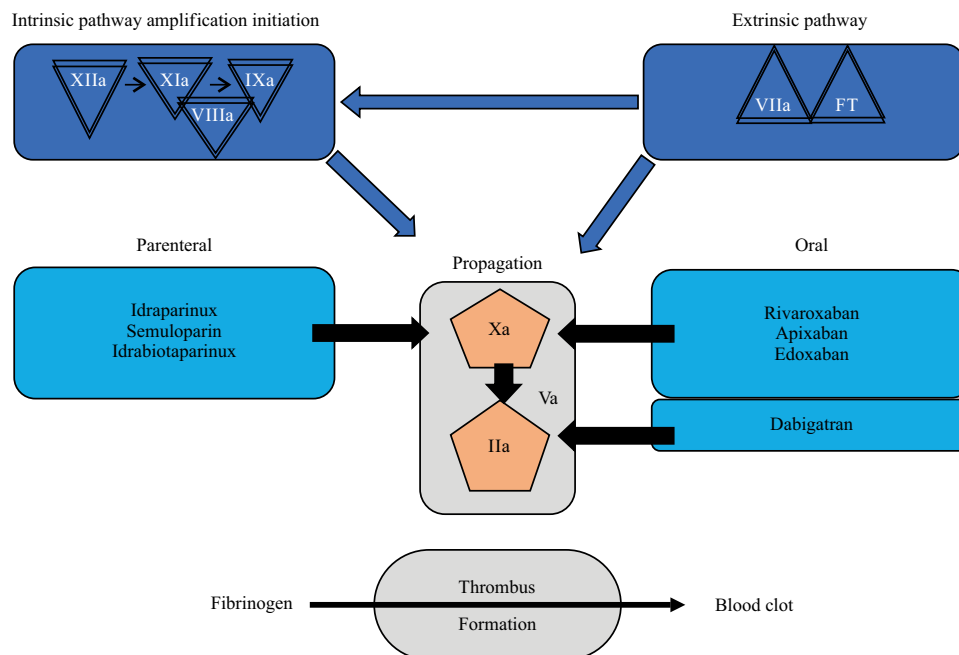 Intrinsic pathway amplification initiation
Extrinsic pathway
XIIa
XIa
IXa
VIIIa
VIIa
FT
Parenteral
Propagation
Oral
Idraparinux
Semuloparin
Idrabiotaparinux
Xa
Va
IIa
Rivaroxaban
Apixaban
Edoxaban
Dabigatran
Fibrinogen
Thrombus
Formation
Blood clot